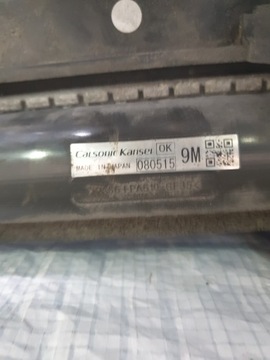 Calsonic Kansei OK 9M
MADE IN JAPAN 080515